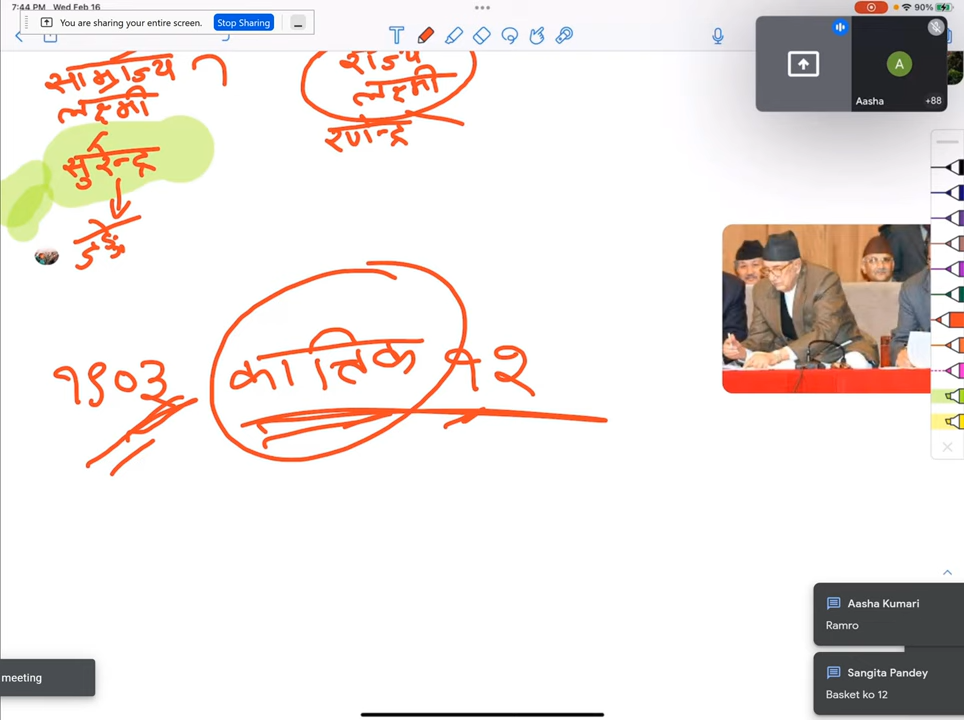 7:44 PM Wed Feb 16
90%
You are sharing your entire screen.
Stop Sharing
T
साम्राज्य
लक्ष्मी
राज्य
लक्ष्मी
सुरेन्द्र
रणेन्द्र
A
Aasha
+88
१९०३ कार्तिक १२
Aasha Kumari
Ramro
meeting
Sangita Pandey
Basket ko 12